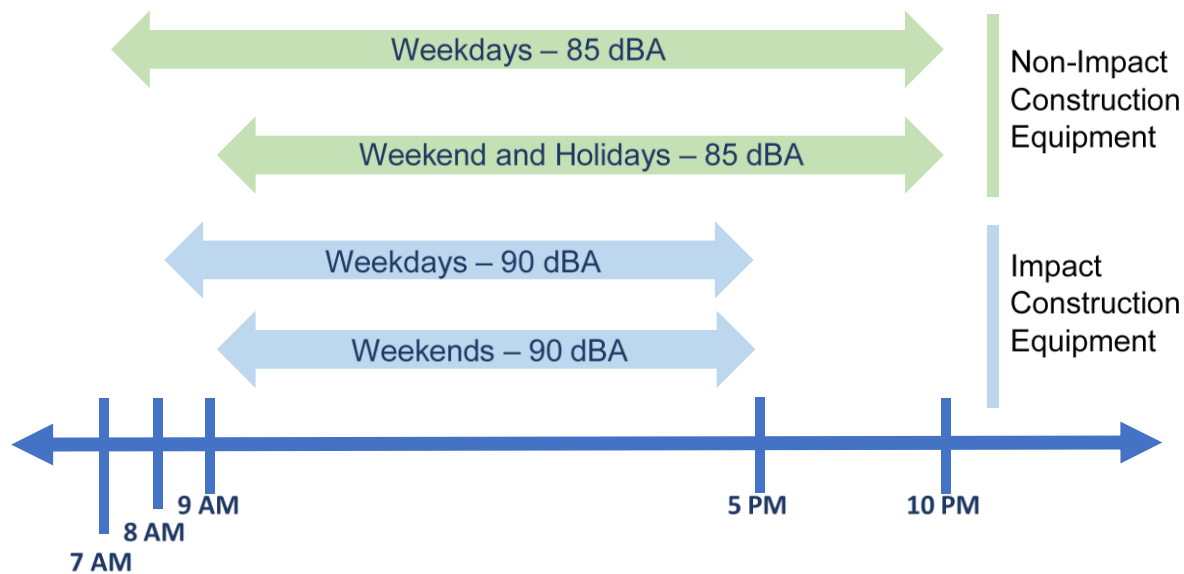 Weekdays – 85 dBA
Weekend and Holidays – 85 dBA
Non-Impact
Construction
Equipment
Weekdays – 90 dBA
Weekends – 90 dBA
Impact
Construction
Equipment
7 AM
8 AM
9 AM
5 PM
10 PM